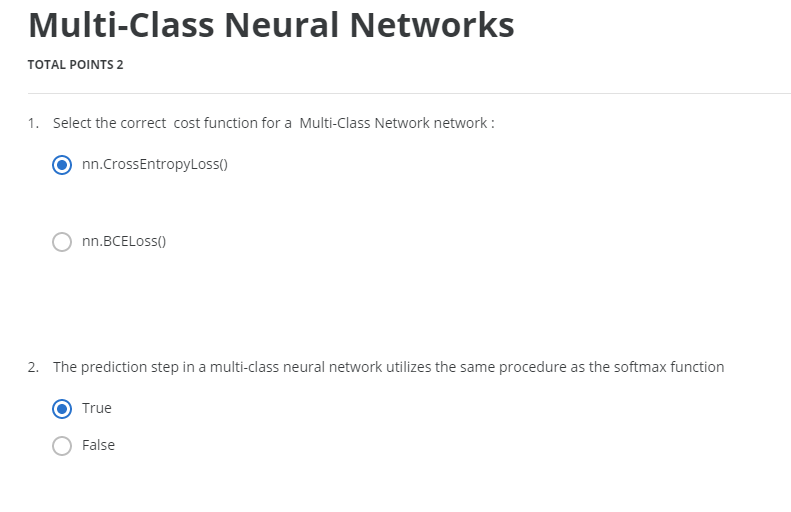 Multi-Class Neural Networks
TOTAL POINTS 2
1. Select the correct cost function for a Multi-Class Network network :
nn.CrossEntropyLoss()
nn.BCELoss()
2. The prediction step in a multi-class neural network utilizes the same procedure as the softmax function
True
False